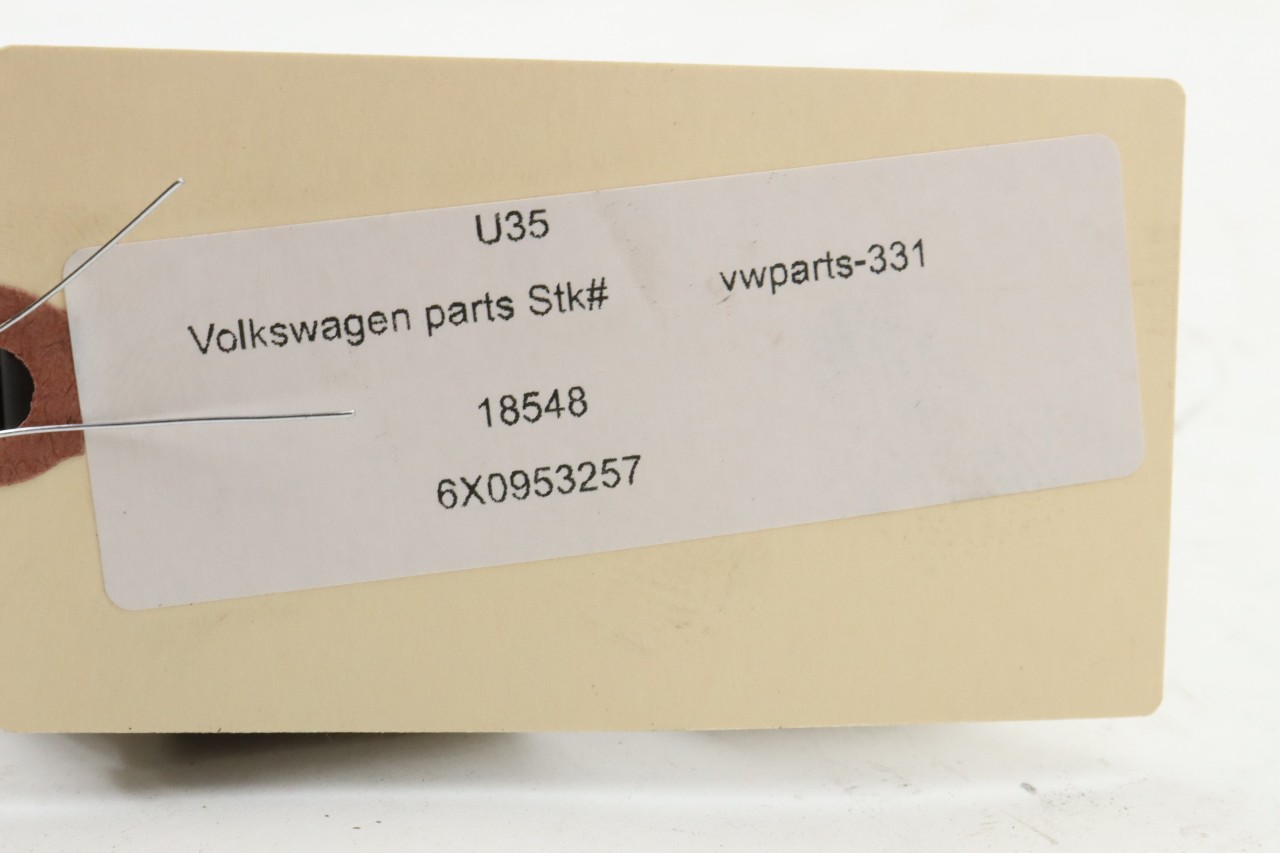 U35
Volkswagen parts Stk# vwparts-331
18548
6X0953257